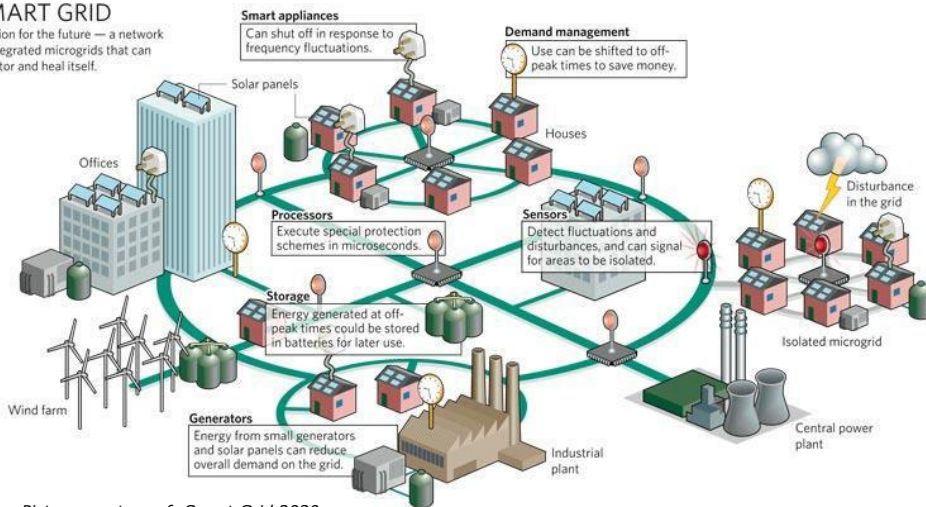 MART GRID
ion for the future — a network
egrated microgrids that can
tor and heal itself.
Smart appliances
Can shut off in response to
frequency fluctuations.
Demand management
Use can be shifted to off-
peak times to save money.
Solar panels
Houses
Offices
Disturbance
in the grid
Processors
Execute special protection
schemes in microseconds.
Sensors
Detect fluctuations and
disturbances, and can signal
for areas to be isolated.
Storage
Energy generated at off-
peak times could be stored
in batteries for later use.
Isolated microgrid
Wind farm
Generators
Energy from small generators
and solar panels can reduce
overall demand on the grid.
Industrial
plant
Central power
plant